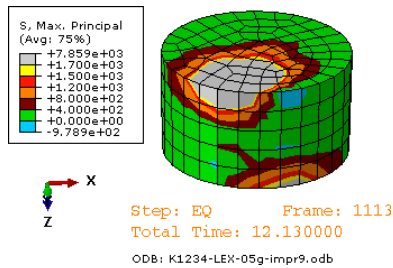 S, Max. Principal
(Avg: 75%)
+7.859e+03
+1.700e+03
+1.500e+03
+1.200e+03
+8.000e+02
+4.000e+02
+0.000e+00
-9.789e+02
X
Z
Step: EQ Frame: 1113
Total Time: 12.130000
ODB: K1234-LEX-05g-impr9.odb